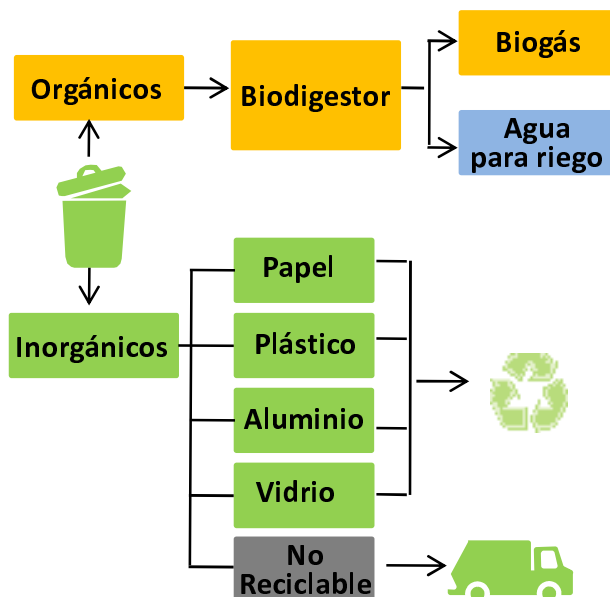 Orgánicos
Biodigestor
Biogás
Agua
para riego
Inorgánicos
Papel
Plástico
Aluminio
Vidrio
No
Reciclable